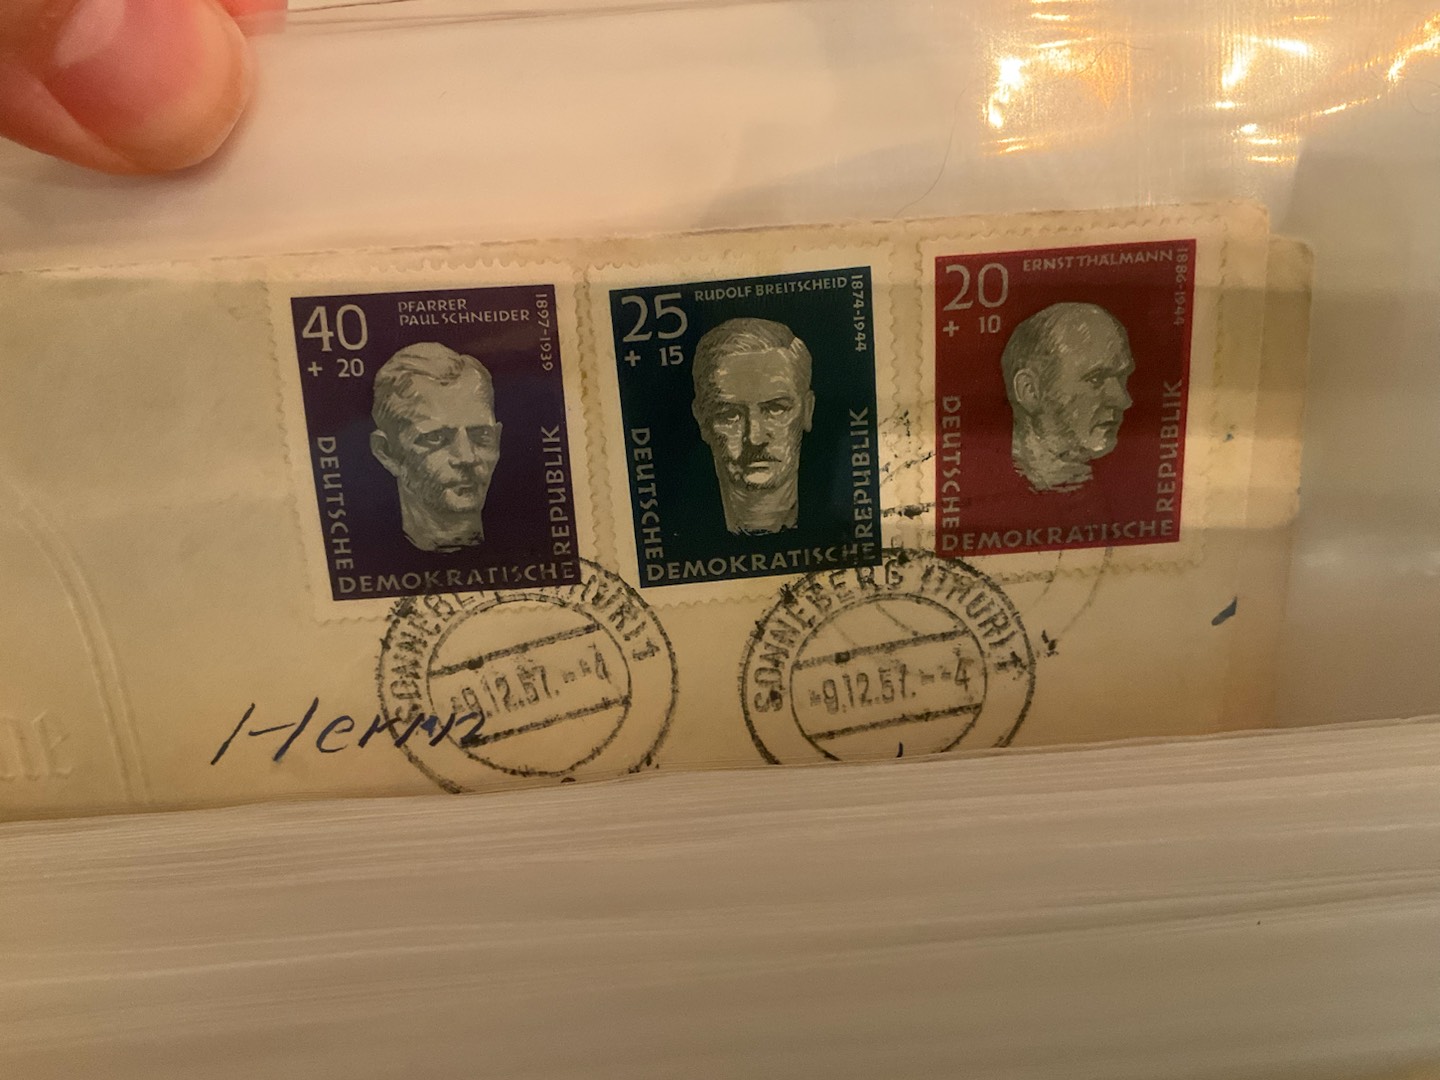 40
+ 20
PFARRER
PAUL SCHNEIDER
1897-1939
DEUTSCHE
DEMOKRATISCHE
REPUBLIK
25
+ 15
RUDOLF BREITSCHEID
1874-1944
DEUTSCHE
DEMOKRATISCHE
REPUBLIK
20
+ 10
ERNST THÄLMANN
1886-1944
DEUTSCHE
DEMOKRATISCHE
REPUBLIK
SONNEBERG (THÜR) 1
-9.12.57.--4
SONNEBERG (THÜR) 1
-9.12.57.--4
Herrn